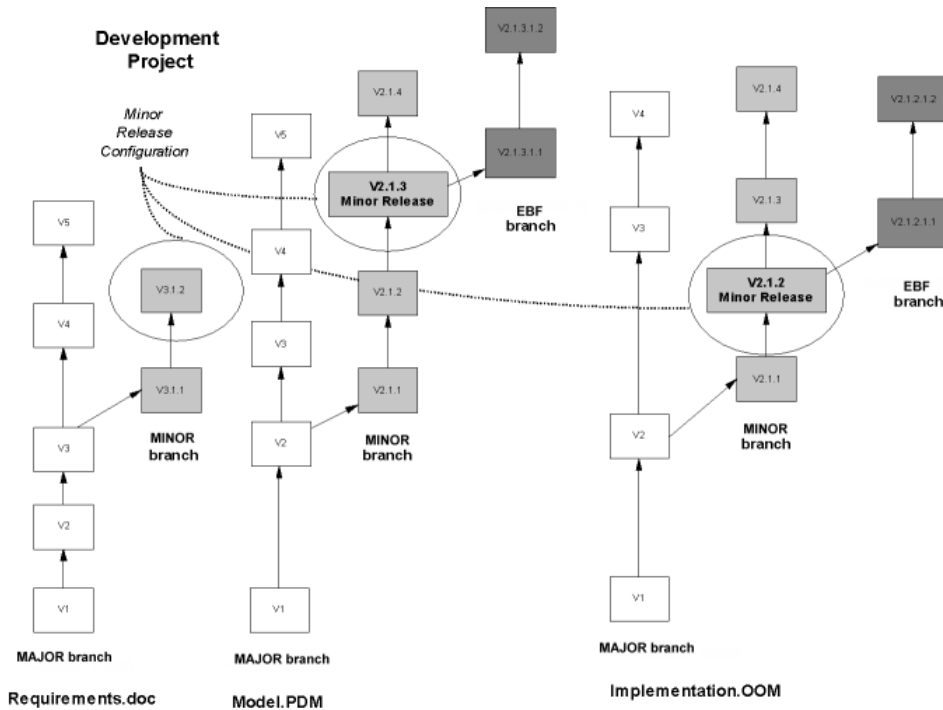 Development
Project
Minor
Release
Configuration
V5
V4
V3
V2
V1
V3.1.2
V3.1.1
MINOR
branch
MAJOR branch
Requirements.doc
V5
V4
V3
V2
V1
V2.1.4
V2.1.3
Minor Release
V2.1.2
V2.1.1
MINOR
branch
V2.1.3.1.2
V2.1.3.1.1
EBF
branch
MAJOR branch
Model.PDM
V4
V3
V2
V1
V2.1.4
V2.1.3
V2.1.2
Minor Release
V2.1.1
MINOR
branch
V2.1.2.1.2
V2.1.2.1.1
EBF
branch
MAJOR branch
Implementation.OOM